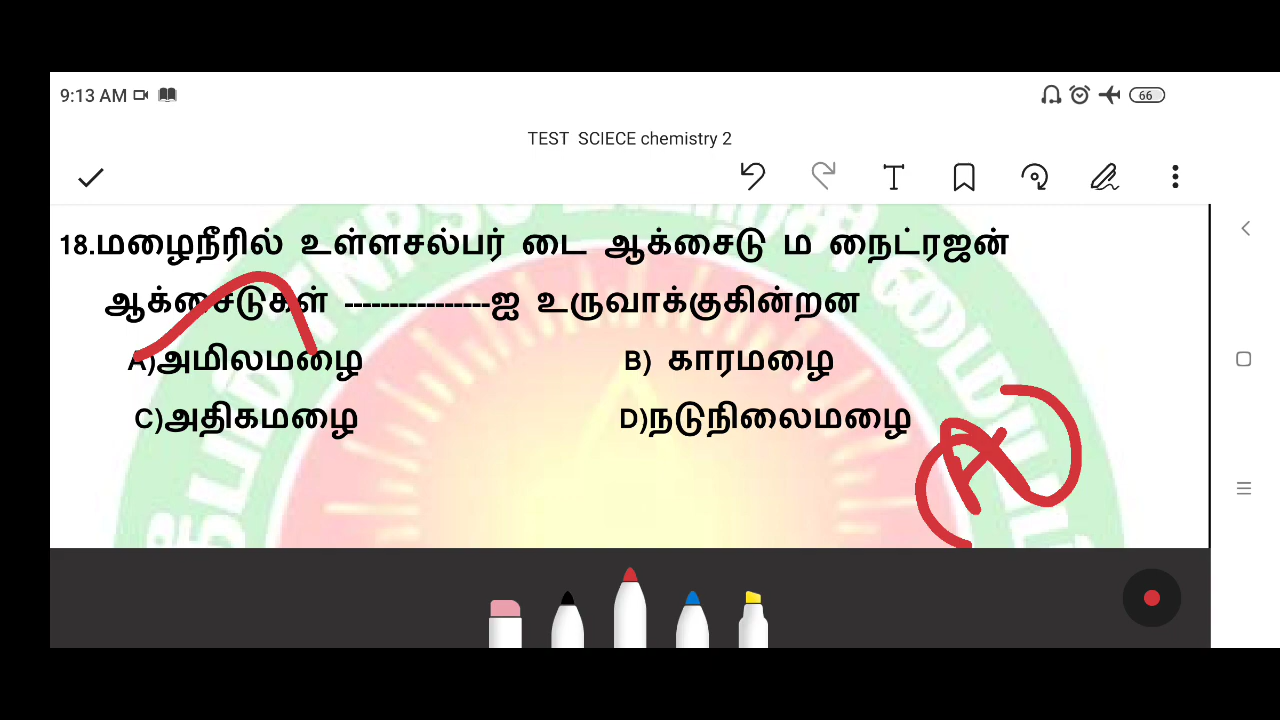 9:13 AM
66
TEST SCIECE chemistry 2
18.மழைநீரில் உள்ளசல்பர் டை ஆக்சைடு ம நைட்ரஜன்
ஆக்சைடுகள் ----------------ஐ உருவாக்குகின்றன
A)அமிலமழை B) காரமழை
C)அதிகமழை D)நடுநிலைமழை
A